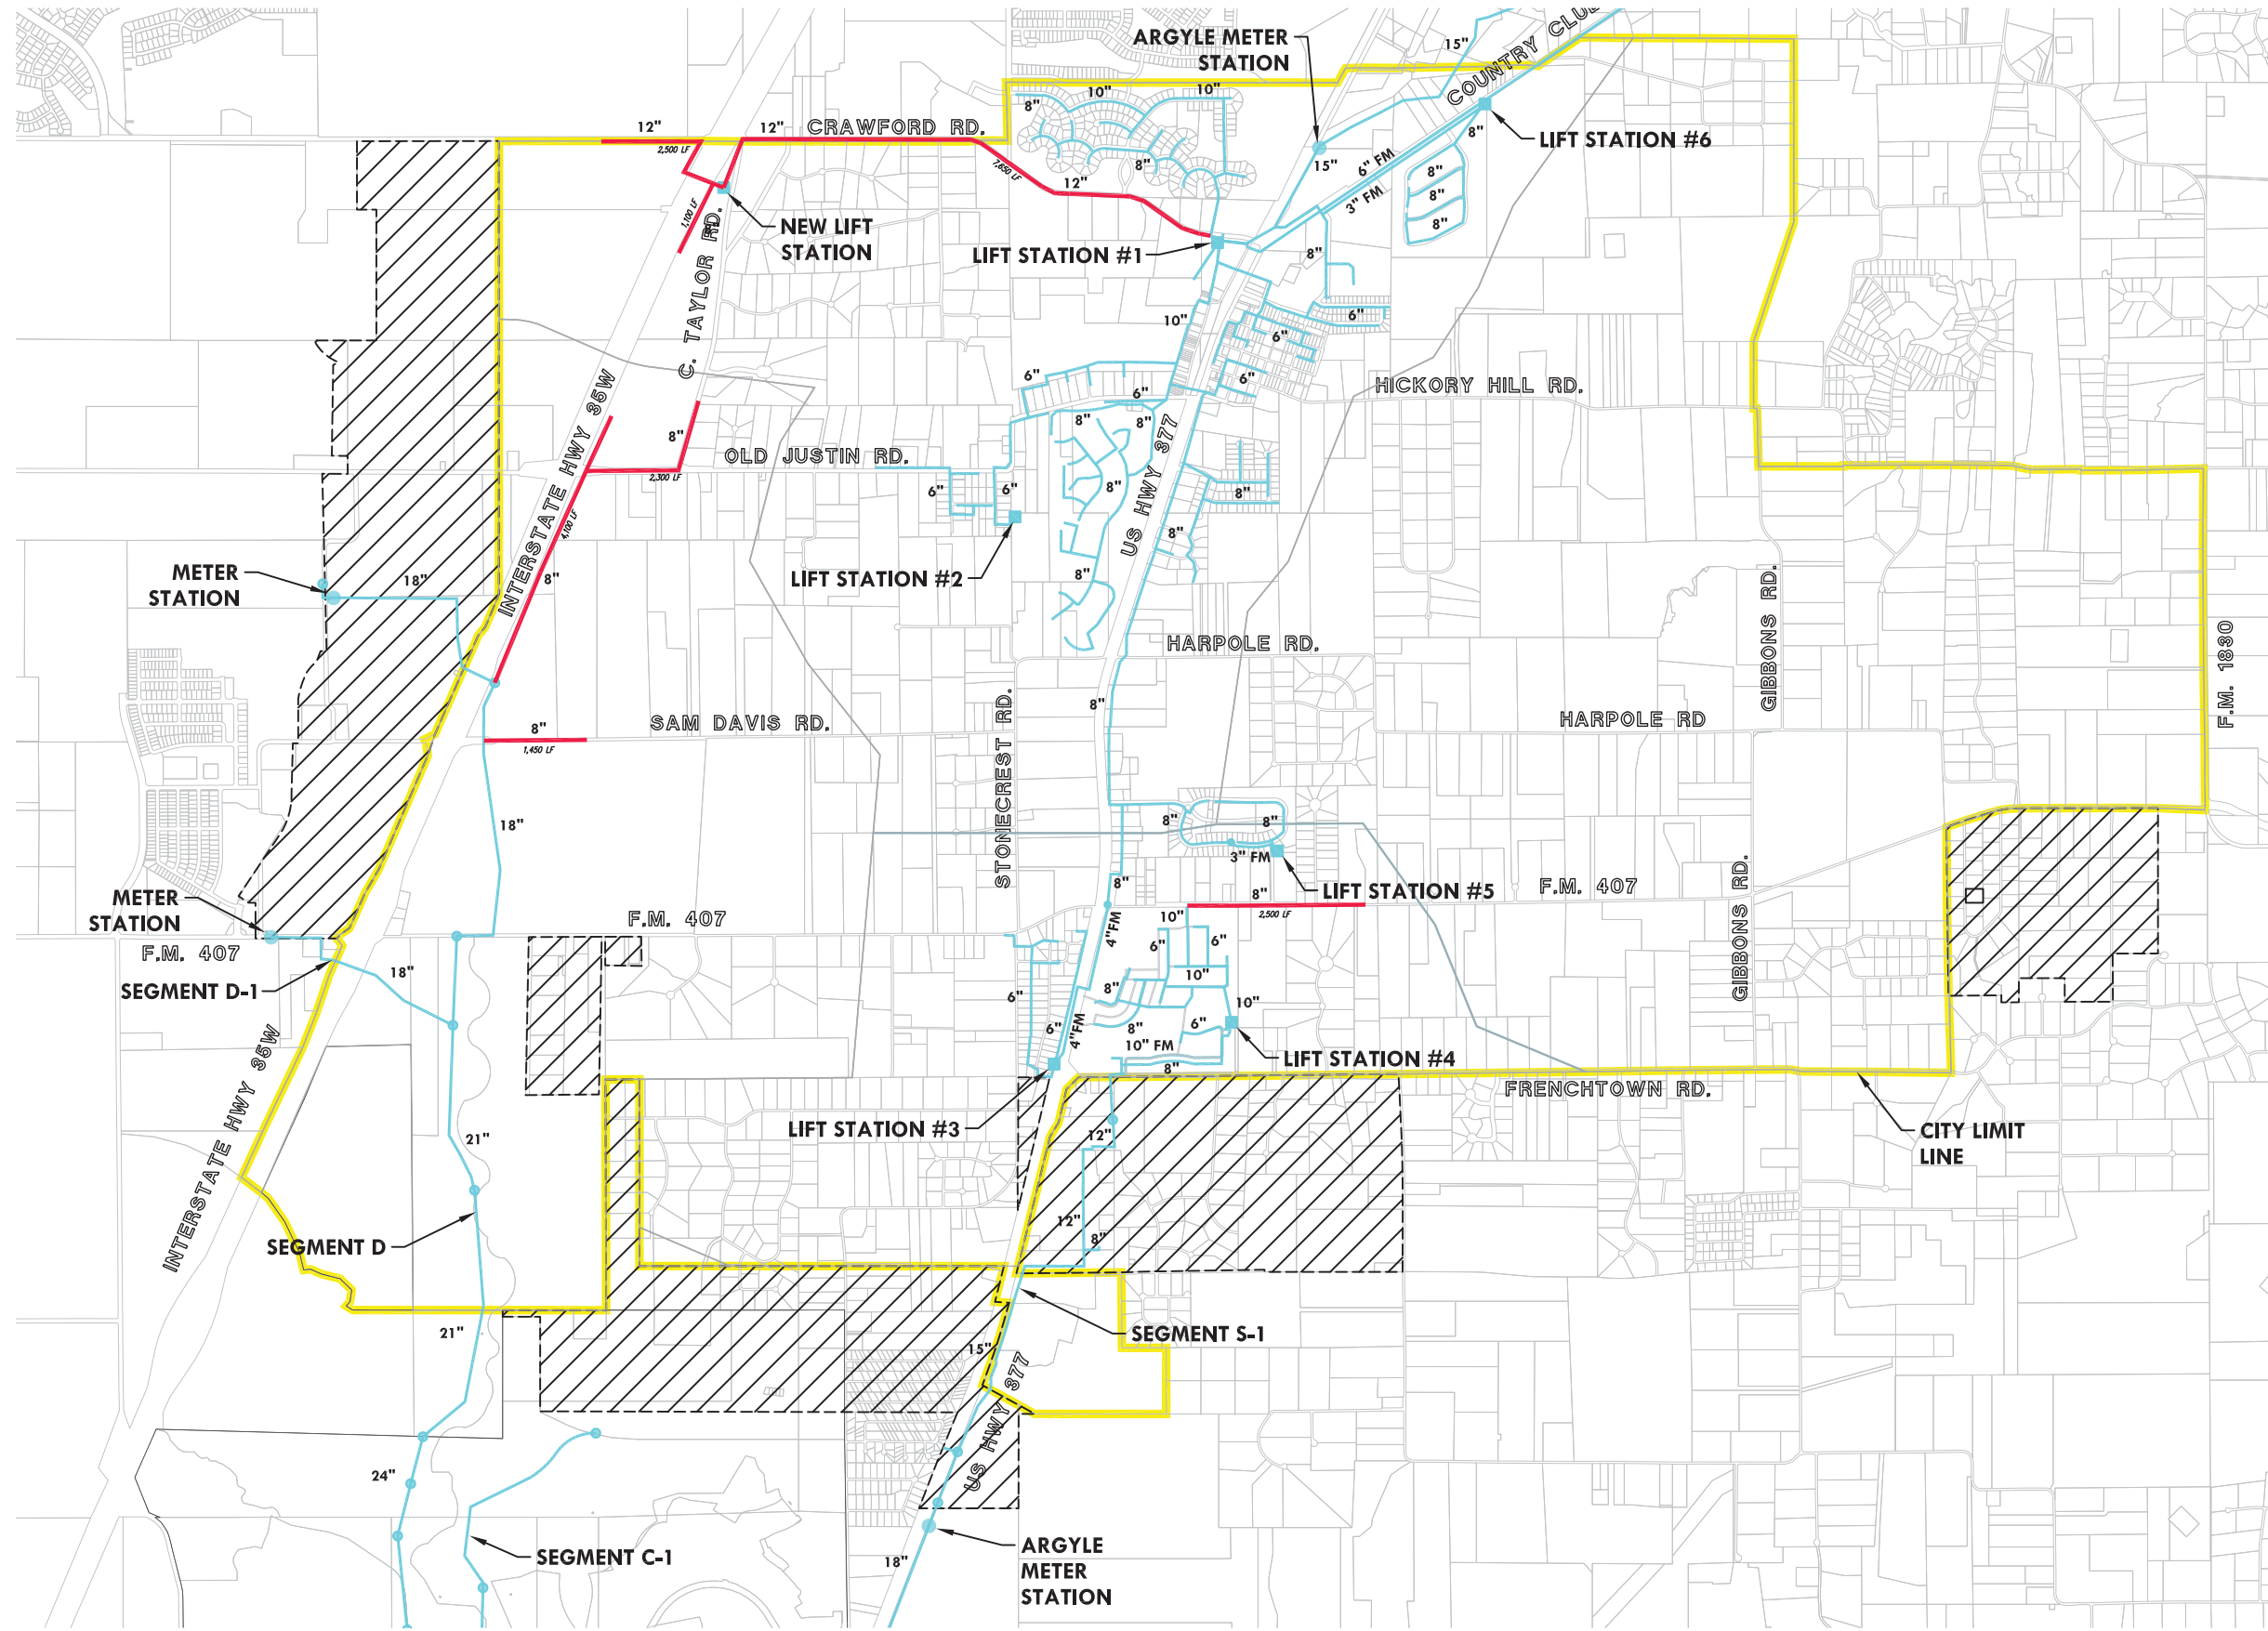 ARGYLE METER
STATION
15"
COUNTRY CLUB
10"
10"
8"
12"
12"
CRAWFORD RD.
2,500 LF
7,650 LF
8"
12"
15"
6" FM
3" FM
8"
LIFT STATION #6
8"
8"
8"
1,100 LF
C. TAYLOR RD.
NEW LIFT
STATION
LIFT STATION #1
8"
10"
6"
6"
6"
6"
6"
HICKORY HILL RD.
INTERSTATE HWY 35W
8"
8"
8"
OLD JUSTIN RD.
2,300 LF
4,100 LF
8"
6"
6"
8"
8"
US HWY 377
8"
LIFT STATION #2
8"
METER
STATION
18"
HARPOLE RD.
GIBBONS RD.
F.M. 1830
8"
SAM DAVIS RD.
1,450 LF
STONECREST RD.
8"
HARPOLE RD
18"
8"
8"
3" FM
LIFT STATION #5
8"
8"
2,500 LF
F.M. 407
GIBBONS RD.
METER
STATION
F.M. 407
F.M. 407
18"
SEGMENT D-1
10"
4"FM
6"
6"
10"
8"
6"
10"
6"
4"FM
8"
6"
10" FM
8"
LIFT STATION #4
FRENCHTOWN RD.
INTERSTATE HWY 35W
21"
LIFT STATION #3
12"
CITY LIMIT
LINE
12"
8"
SEGMENT D
21"
SEGMENT S-1
15"
US HWY 377
24"
SEGMENT C-1
18"
ARGYLE
METER
STATION